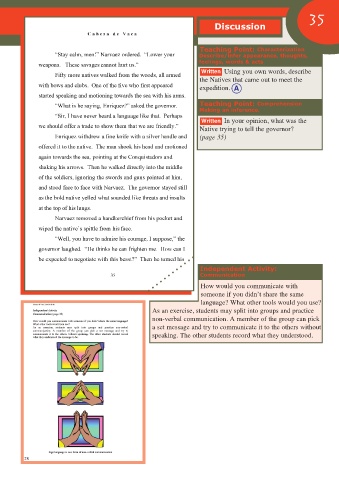 35
Cabeza de Vaca
Discussion
"Stay calm, men!" Narvaez ordered. "Lower your
weapons. These savages cannot hurt us."
Fifty more natives walked from the woods, all armed
with bows and clubs. One of the five who first appeared
started speaking and motioning towards the sea with his arms.
"What is he saying, Enriquez?" asked the governor.
"Sir, I have never heard a language like that. Perhaps
we should offer a trade to show them that we are friendly."
Enriquez withdrew a fine knife with a silver handle and
offered it to the native. The man shook his head and motioned
again towards the sea, pointing at the Conquistadors and
shaking his arrows. Then he walked directly into the middle
of the soldiers, ignoring the swords and guns pointed at him,
and stood face to face with Narvaez. The governor stayed still
as the bold native yelled what sounded like threats and insults
at the top of his lungs.
Narvaez removed a handkerchief from his pocket and
wiped the native's spittle from his face.
"Well, you have to admire his courage, I suppose," the
governor laughed. "He thinks he can frighten me. How can I
be expected to negotiate with this beast?" Then he turned his
35
Teaching Point:
Written Using you own words, describe
the Natives that came out to meet the
expedition. A
Teaching Point:
Written In your opinion, what was the
Native trying to tell the governor?
(page 35)
Independent Activity:
Communication
How would you communicate with
someone if you didn't share the same
language? What other tools would you use?
As an exercise, students may split into groups and practice
non-verbal communication. A member of the group can pick
a set message and try to communicate it to the others without
speaking. The other students record what they understood.